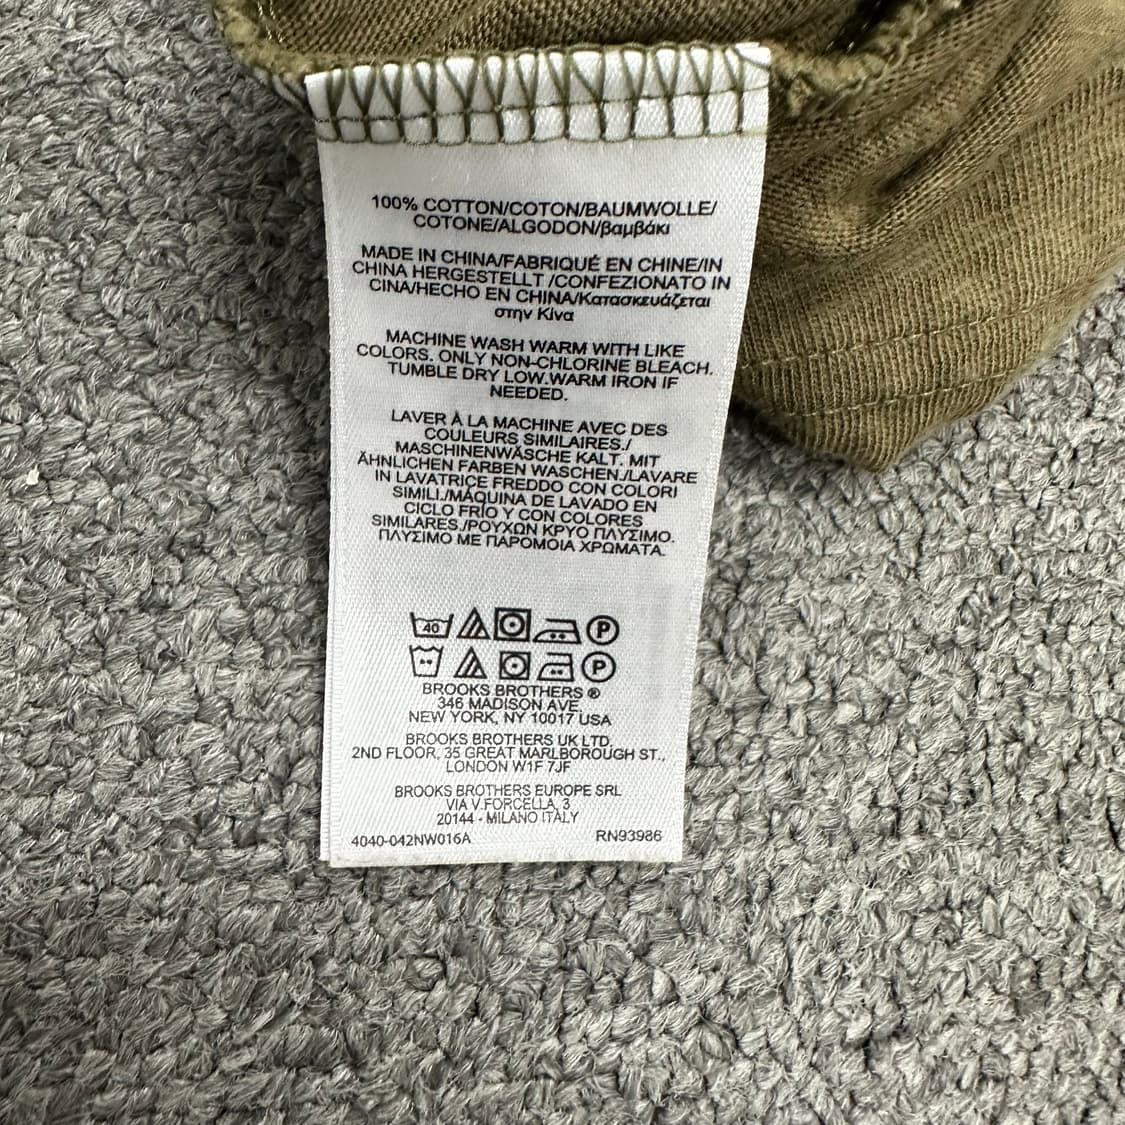 100% COTTON/COTON/BAUMWOLLE/
COTONE/ALGODON/βαμβάκι
MADE IN CHINA/FABRIQUÉ EN CHINE/IN
CHINA HERGESTELLT /CONFEZIONATO IN
CINA/HECHO EN CHINA/Κατασκευάζεται
στην Κίνα
MACHINE WASH WARM WITH LIKE
COLORS. ONLY NON-CHLORINE BLEACH.
TUMBLE DRY LOW.WARM IRON IF
NEEDED.
LAVER À LA MACHINE AVEC DES
COULEURS SIMILAIRES./
MASCHINENWÄSCHE KALT. MIT
ÄHNLICHEN FARBEN WASCHEN./LAVARE
IN LAVATRICE FREDDO CON COLORI
SIMILI./MÁQUINA DE LAVADO EN
CICLO FRÍO Y CON COLORES
SIMILARES./ΡΟΥΧΩΝ ΚΡΥΟ ΠΛΥΣΙΜΟ.
ΠΛΥΣΙΜΟ ΜΕ ΠΑΡΟΜΟΙΑ ΧΡΩΜΑΤΑ.
40 P
P
BROOKS BROTHERS ®
346 MADISON AVE.
NEW YORK, NY 10017 USA
BROOKS BROTHERS UK LTD.
2ND FLOOR, 35 GREAT MARLBOROUGH ST.,
LONDON W1F 7JF
BROOKS BROTHERS EUROPE SRL
VIA V.FORCELLA, 3
20144 - MILANO ITALY
4040-042NW016A RN93986